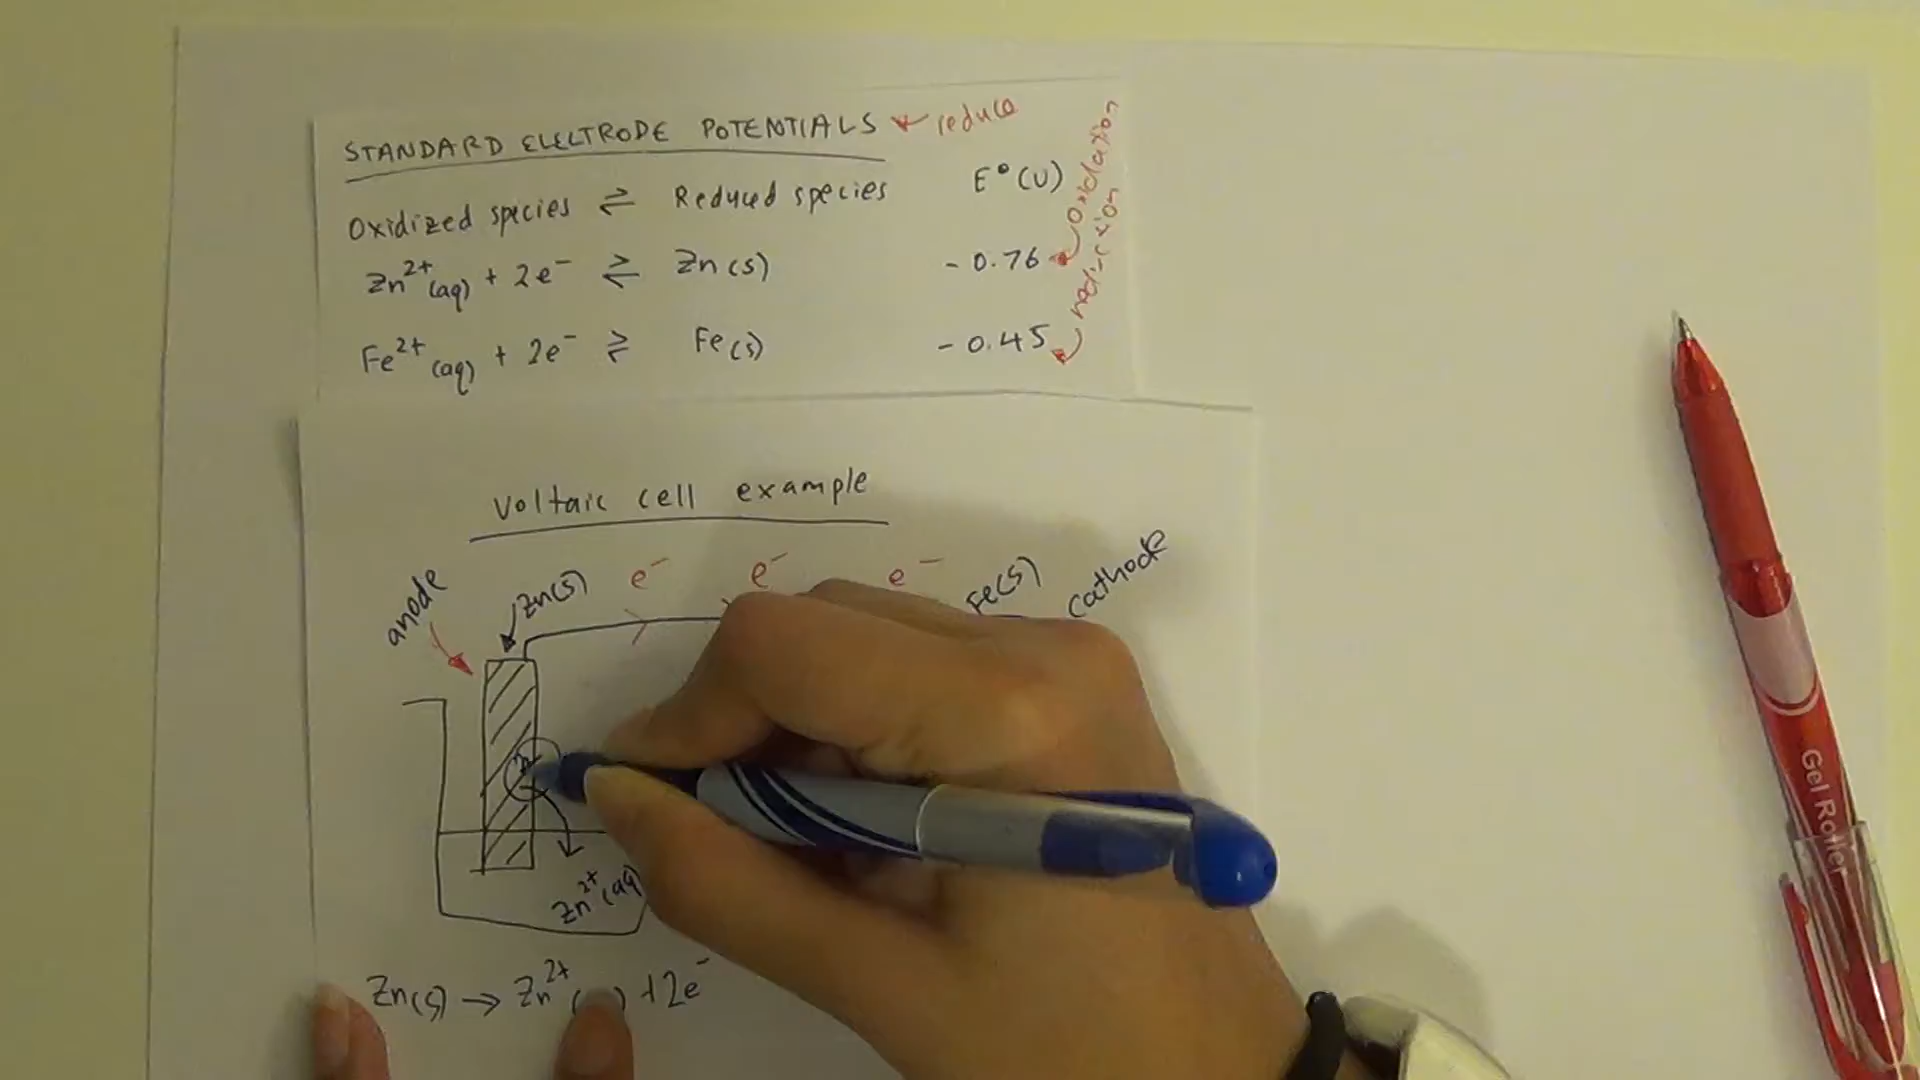 STANDARD ELECTRODE POTENTIALS ← reduce
Oxidized species ⇌ Reduced species E°(V)
oxidation
Zn²⁺(aq) + 2e⁻ ⇌ Zn(s) -0.76
reduction
Fe²⁺(aq) + 2e⁻ ⇌ Fe(s) -0.45
Voltaic cell example
anode
Zn(s)
e⁻ e⁻ e⁻
Fe(s)
Cathode
Zn²⁺(aq)
Zn(s) → Zn²⁺( ) +2e⁻
Gel Roller